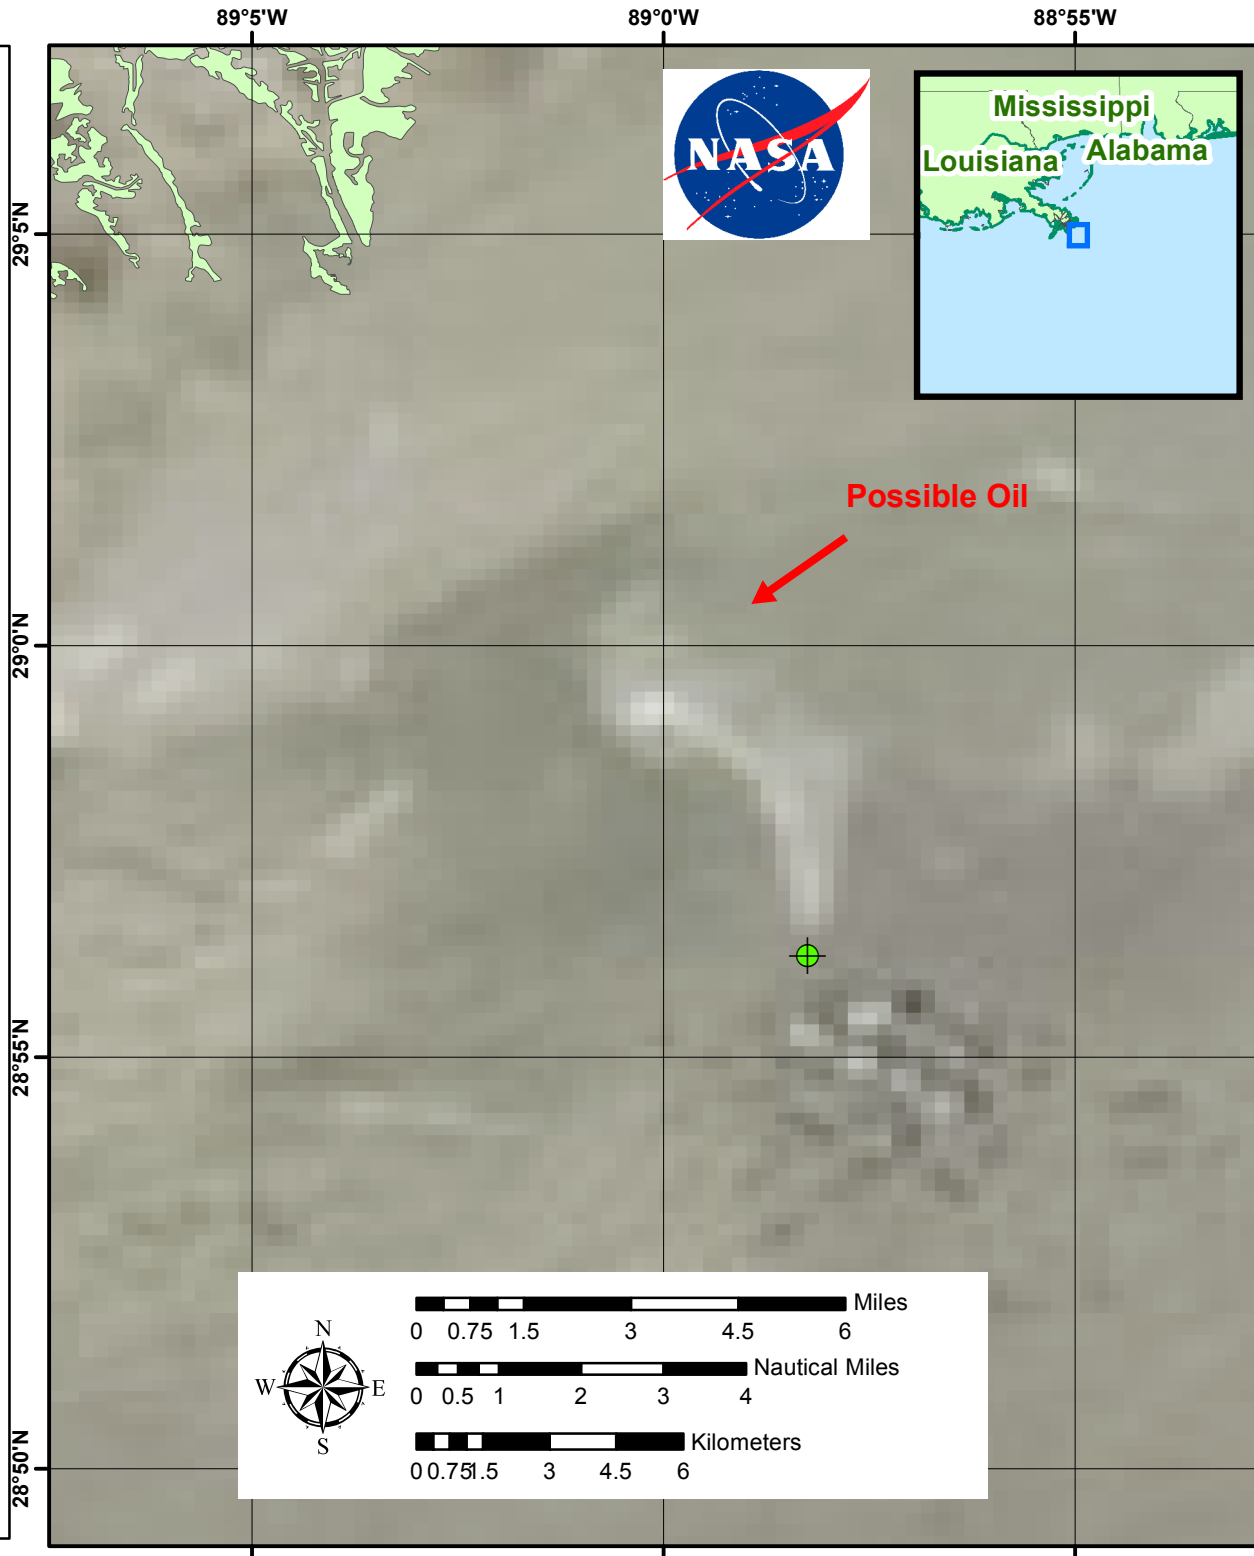 89°5'W
89°0'W
88°55'W
29°5'N
29°0'N
28°55'N
28°50'N
NASA
Mississippi
Louisiana
Alabama
Possible Oil
N
W
E
S
Miles
0 0.75 1.5 3 4.5 6
Nautical Miles
0 0.5 1 2 3 4
Kilometers
0 0.75 1.5 3 4.5 6